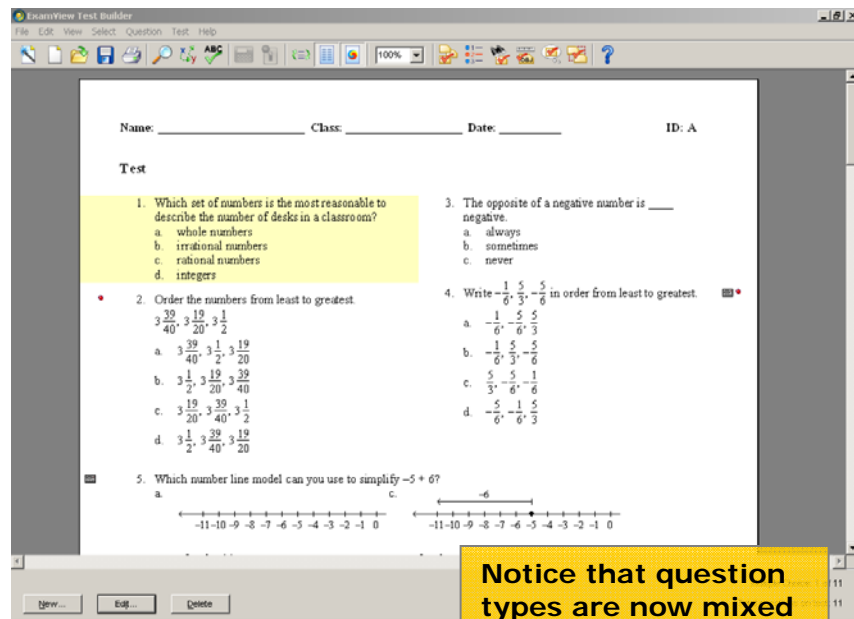 ExamView Test Builder
File Edit View Select Question Test Help
ABC
100%
Name: Class: Date: ID: A
Test
1. Which set of numbers is the most reasonable to
describe the number of desks in a classroom?
a. whole numbers
b. irrational numbers
c. rational numbers
d. integers
2. Order the numbers from least to greatest.
3 39/40, 3 19/20, 3 1/2
a. 3 39/40, 3 1/2, 3 19/20
b. 3 1/2, 3 19/20, 3 39/40
c. 3 19/20, 3 39/40, 3 1/2
d. 3 1/2, 3 39/40, 3 19/20
3. The opposite of a negative number is ____
negative.
a. always
b. sometimes
c. never
4. Write −1/6, 5/3, −5/6 in order from least to greatest.
a. −1/6, −5/6, 5/3
b. −1/6, 5/3, −5/6
c. 5/3, −5/6, −1/6
d. −5/6, −1/6, 5/3
5. Which number line model can you use to simplify −5 + 6?
a.
−11 −10 −9 −8 −7 −6 −5 −4 −3 −2 −1 0
c.
−6
−11 −10 −9 −8 −7 −6 −5 −4 −3 −2 −1 0
New... Edit... Delete
11
11
Notice that question
types are now mixed